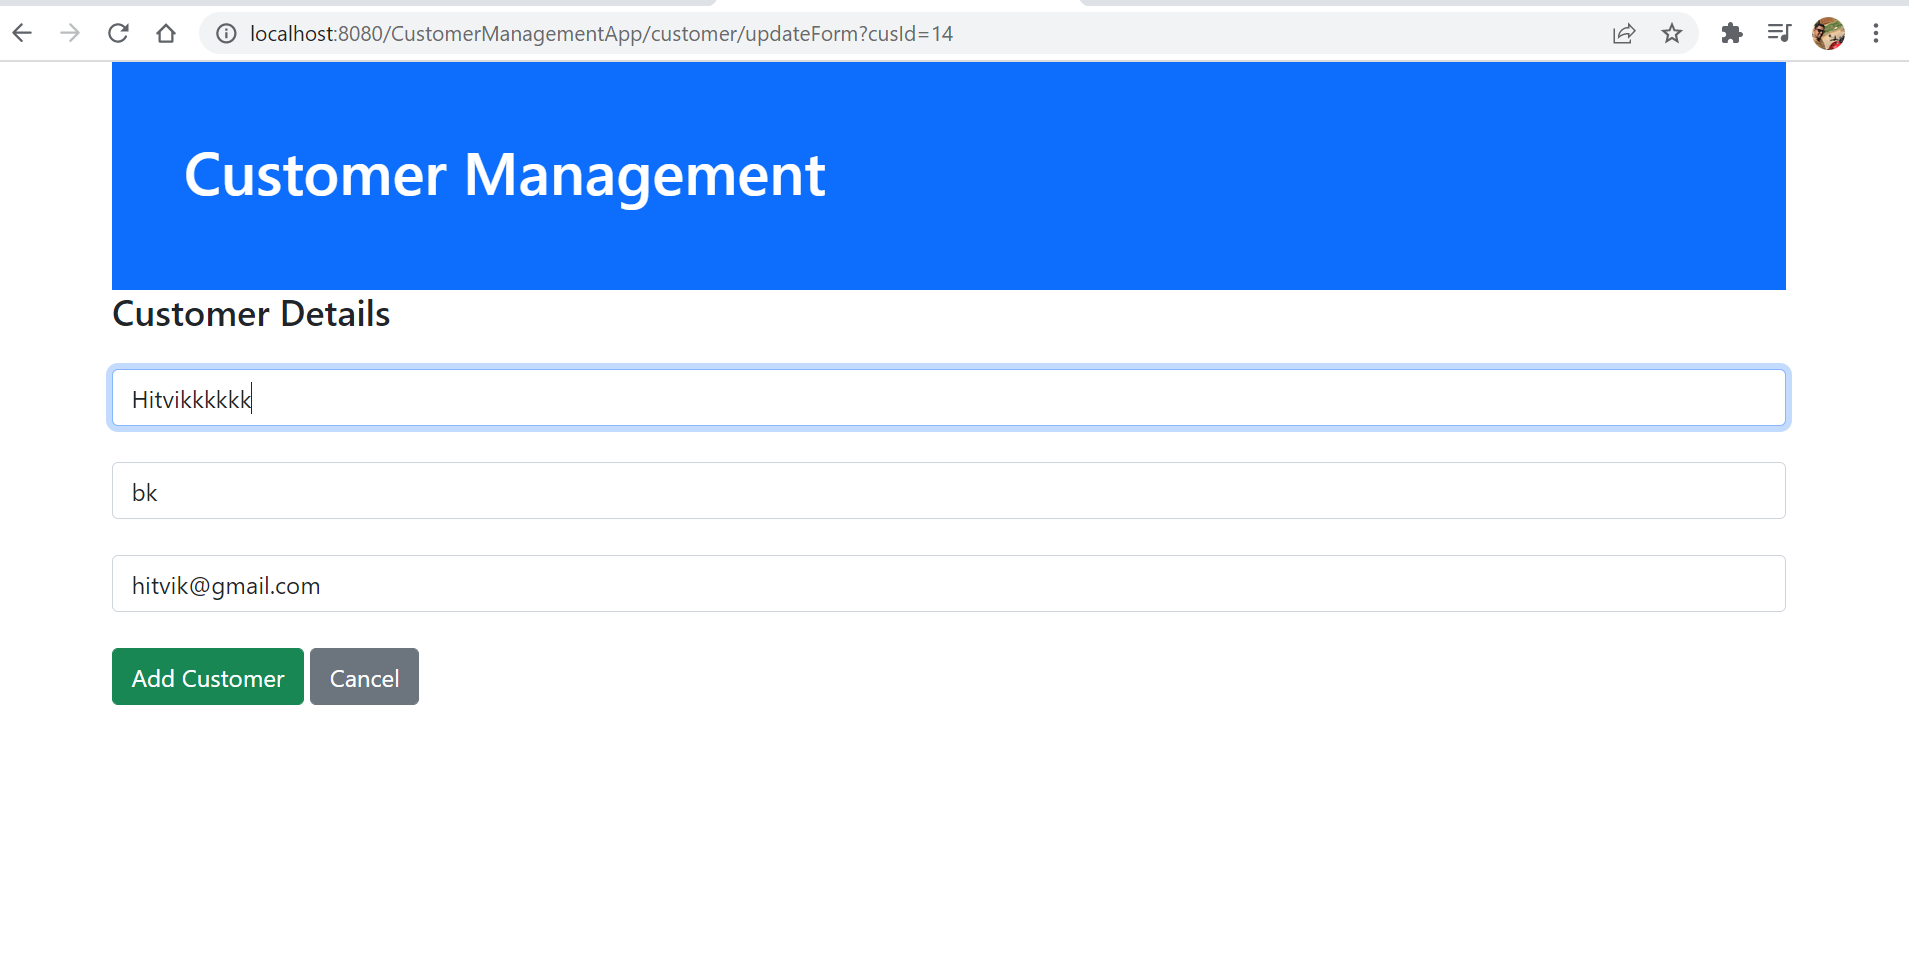 localhost:8080/CustomerManagementApp/customer/updateForm?cusId=14
Customer Management
Customer Details
Hitvikkkkkk
bk
hitvik@gmail.com
Add Customer Cancel